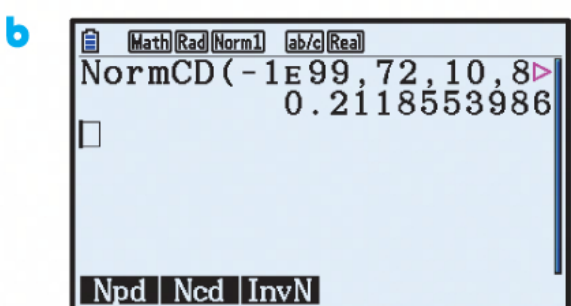 b
Math Rad Norm1 ab/c Real
NormCD(-1E99,72,10,8▷
0.2118553986
Npd Ncd InvN